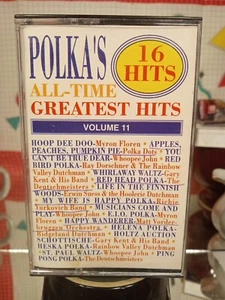 POLKA'S
16
HITS
ALL-TIME
GREATEST HITS
VOLUME 11
HOOP DEE DOO-Myron Floren • APPLES,
PEACHES, PUMPKIN PIE-Polka Dots • YOU
CAN'T BE TRUE DEAR-Whoopee John • RED
BIRD POLKA-Ray Dorschner & The Rainbow
Valley Dutchman • WHIRLAWAY WALTZ-Gary
Kent & His Band • RED HEAD POLKA-The
Deutschmeisters • LIFE IN THE FINNISH
WOODS-Erwin Suess & the Hoolerie Dutchman
• MY WIFE IS HAPPY POLKA-Richie
Yurkovich Band • MUSICIANS COME AND
PLAY-Whoopee John • E.I.O. POLKA-Myron
Floren • HAPPY WANDERER-Matt Vorder-
bruggen Orchestra • HELENA POLKA-
Ridgeland Dutchman • HOLTZ AUCTION
SCHOTTISCHE-Gary Kent & His Band •
HESKA POLKA-Rainbow Valley Dutchman
• ST. PAUL WALTZ-Whoopee John • PING
PONG POLKA-The Deutschmeisters